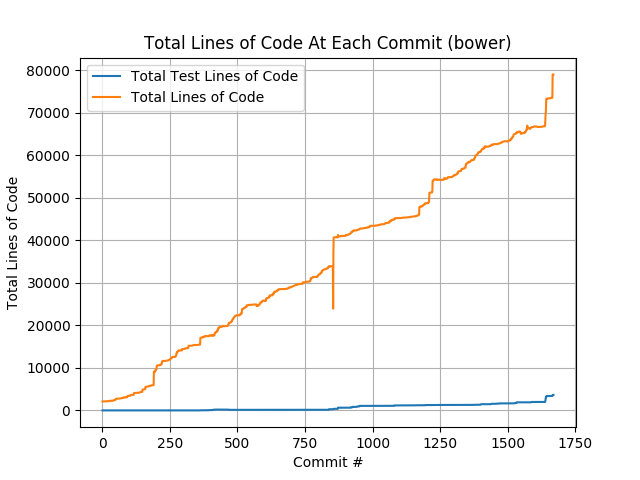 Total Lines of Code At Each Commit (bower)
Total Test Lines of Code
Total Lines of Code
Total Lines of Code
80000
70000
60000
50000
40000
30000
20000
10000
0
0 250 500 750 1000 1250 1500 1750
Commit #